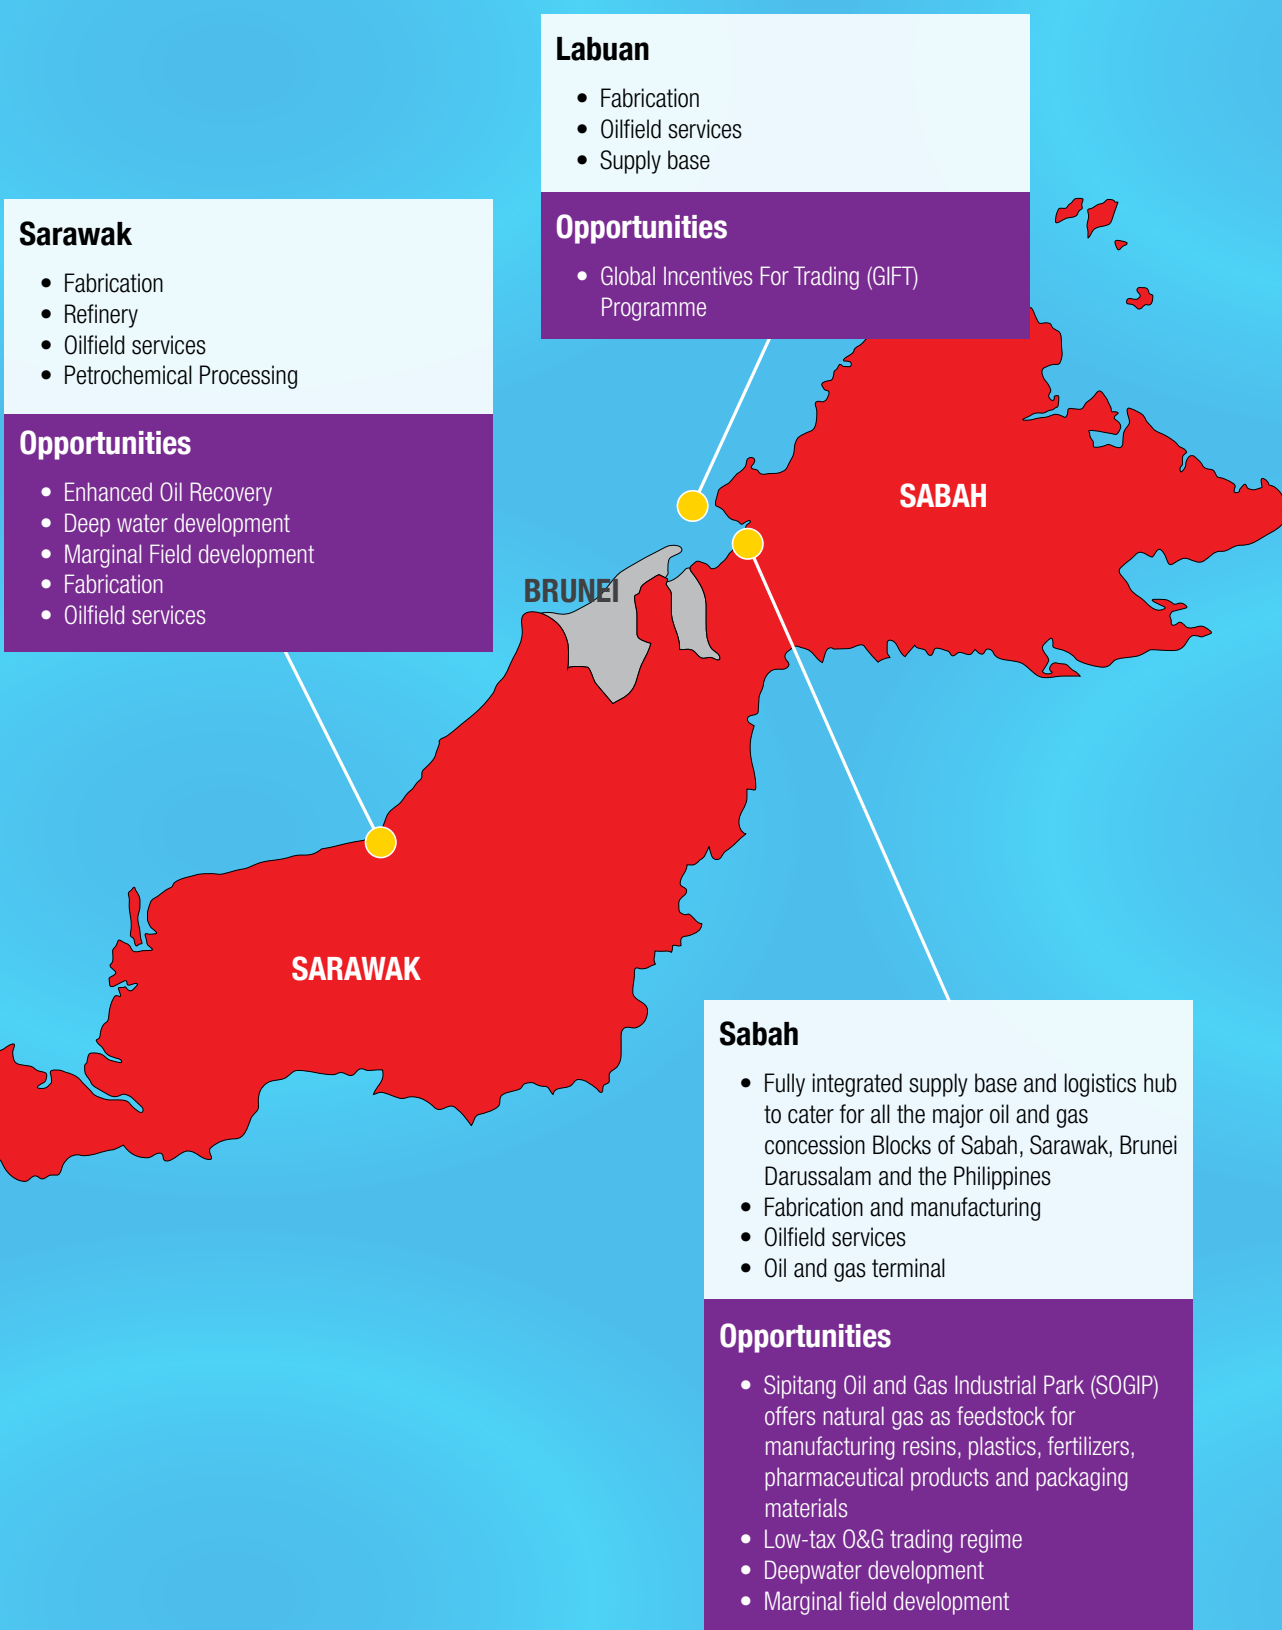 Labuan
• Fabrication
• Oilfield services
• Supply base
Opportunities
• Global Incentives For Trading (GIFT)
Programme
Sarawak
• Fabrication
• Refinery
• Oilfield services
• Petrochemical Processing
Opportunities
• Enhanced Oil Recovery
• Deep water development
• Marginal Field development
• Fabrication
• Oilfield services
SABAH
BRUNEI
SARAWAK
Sabah
• Fully integrated supply base and logistics hub
to cater for all the major oil and gas
concession Blocks of Sabah, Sarawak, Brunei
Darussalam and the Philippines
• Fabrication and manufacturing
• Oilfield services
• Oil and gas terminal
Opportunities
• Sipitang Oil and Gas Industrial Park (SOGIP)
offers natural gas as feedstock for
manufacturing resins, plastics, fertilizers,
pharmaceutical products and packaging
materials
• Low-tax O&G trading regime
• Deepwater development
• Marginal field development